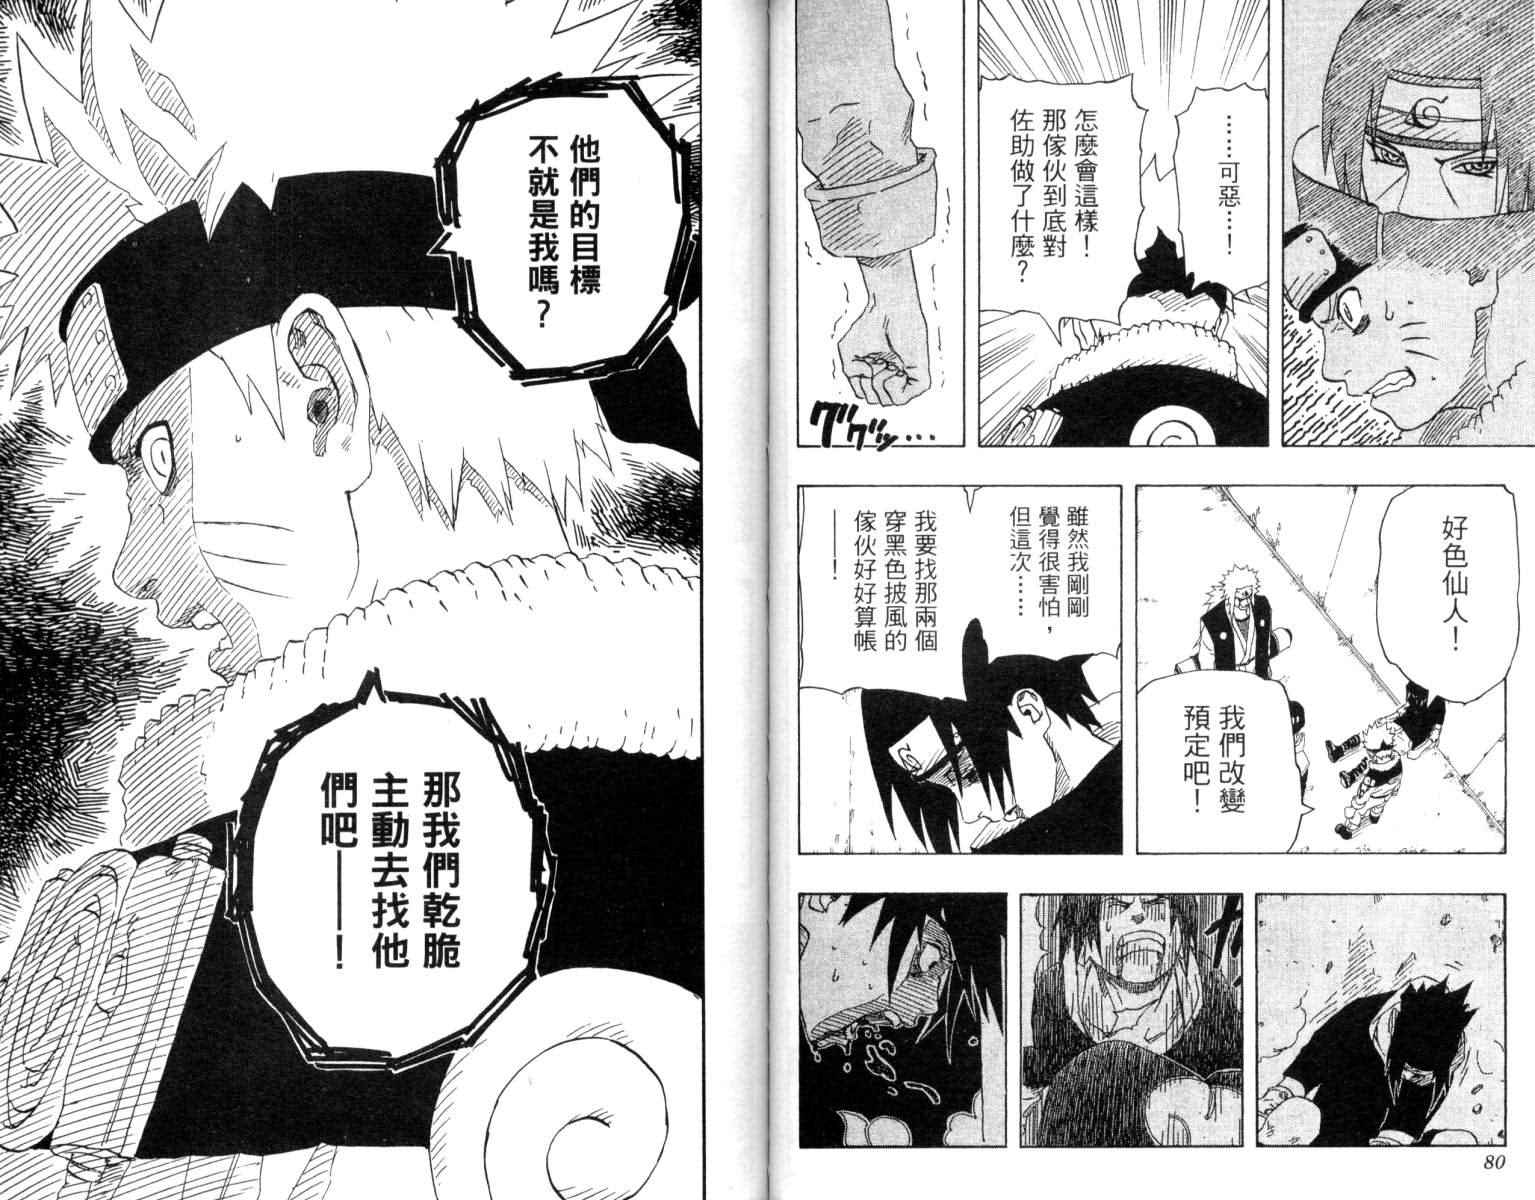 ……可惡…！
怎麼會這樣！
那傢伙到底對
佐助做了什麼？
ググッ…
好色仙人！
我們改變
預定吧！
雖然我剛剛
覺得很害怕，
但這次……
我要找那兩個
穿黑色披風的
傢伙好好算帳
——！
80
他們的目標
不就是我嗎？
那我們乾脆
主動去找他
們吧——！